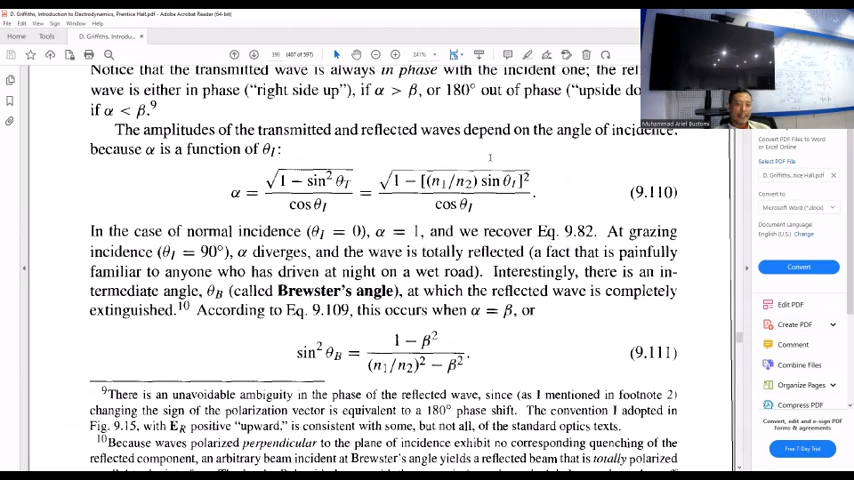 D. Griffiths, Introduction to Electrodynamics, Prentice Hall.pdf - Adobe Acrobat Reader (64-bit)
File Edit View Sign Window Help
Home Tools D. Griffiths, Introdu... ×
390 (407 of 597) 241%
Notice that the transmitted wave is always in phase with the incident one; the
wave is either in phase ("right side up"), if α > β, or 180° out of phase ("upside
if α < β.⁹
The amplitudes of the transmitted and reflected waves depend on the angle of incidence,
because α is a function of θI:
α = √(1 − sin² θT) / cos θI = √(1 − [(n1/n2) sin θI]²) / cos θI. (9.110)
In the case of normal incidence (θI = 0), α = 1, and we recover Eq. 9.82. At grazing
incidence (θI = 90°), α diverges, and the wave is totally reflected (a fact that is painfully
familiar to anyone who has driven at night on a wet road). Interestingly, there is an in-
termediate angle, θB (called Brewster's angle), at which the reflected wave is completely
extinguished.¹⁰ According to Eq. 9.109, this occurs when α = β, or
sin² θB = (1 − β²) / ((n1/n2)² − β²). (9.111)
⁹There is an unavoidable ambiguity in the phase of the reflected wave, since (as I mentioned in footnote 2)
changing the sign of the polarization vector is equivalent to a 180° phase shift. The convention I adopted in
Fig. 9.15, with ER positive "upward," is consistent with some, but not all, of the standard optics texts.
¹⁰Because waves polarized perpendicular to the plane of incidence exhibit no corresponding quenching of the
reflected component, an arbitrary beam incident at Brewster's angle yields a reflected beam that is totally polarized
Muhammad Arief Bustomi
Convert PDF Files to Word
or Excel Online
Select PDF File
D. Griffiths,...tice Hall.pdf ×
Convert to
Microsoft Word (*.docx)
Document Language:
English (U.S.) Change
Convert
Edit PDF
Create PDF
Comment
Combine Files
Organize Pages
Compress PDF
Convert, edit and e-sign PDF
forms & agreements
Free 7-Day Trial